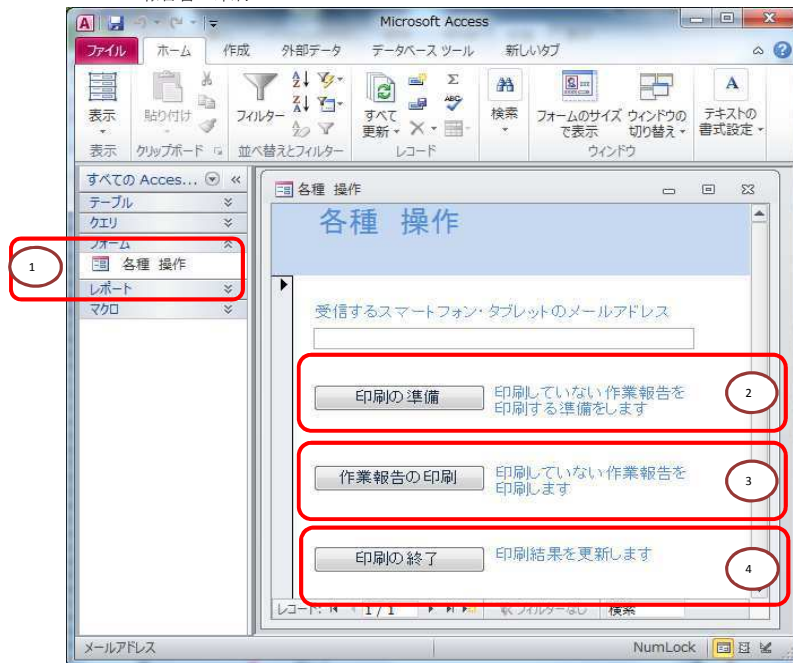 Microsoft Access
ファイル ホーム 作成 外部データ データベース ツール 新しいタブ
表示 貼り付け フィルター すべて更新 検索 フォームのサイズで表示 ウィンドウの切り替え テキストの書式設定
表示 クリップボード 並べ替えとフィルター レコード ウィンドウ
すべての Acces...
テーブル
クエリ
フォーム
各種 操作
レポート
マクロ
1
各種 操作
各種 操作
受信するスマートフォン・タブレットのメールアドレス
印刷の準備
印刷していない作業報告を
印刷する準備をします
2
作業報告の印刷
印刷していない作業報告を
印刷します
3
印刷の終了
印刷結果を更新します
4
レコード: 1 / 1 フィルターなし 検索
メールアドレス NumLock